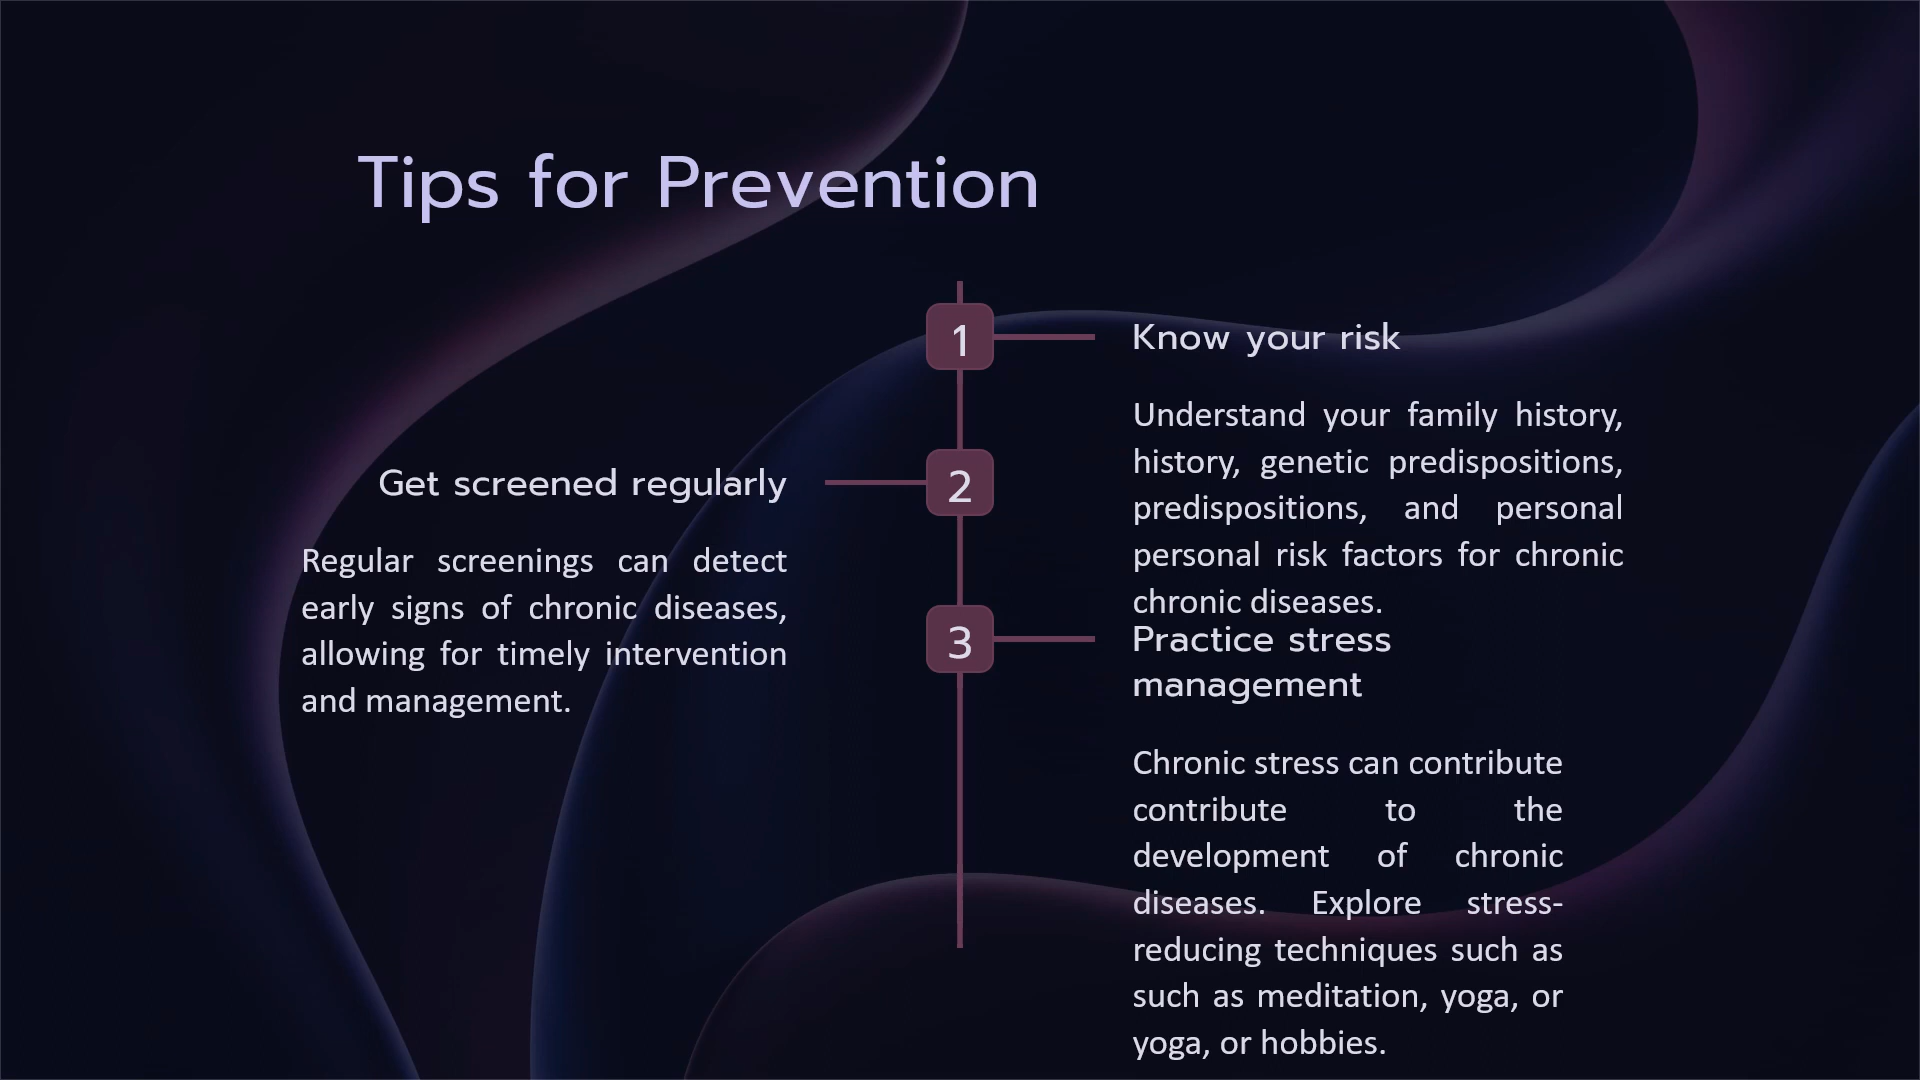 Tips for Prevention
1
Know your risk
Understand your family history,
history, genetic predispositions,
predispositions, and personal
personal risk factors for chronic
chronic diseases.
2
Get screened regularly
Regular screenings can detect
early signs of chronic diseases,
allowing for timely intervention
and management.
3
Practice stress
management
Chronic stress can contribute
contribute to the
development of chronic
diseases. Explore stress-
reducing techniques such as
such as meditation, yoga, or
yoga, or hobbies.